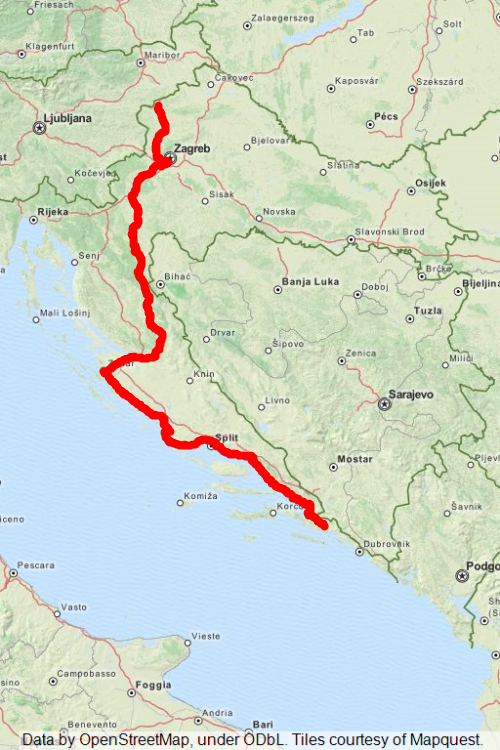 Friesach
Zalaegerszeg
Solt
Tab
Klagenfurt
Maribor
Čakovec
Kaposvár
Szekszárd
Ljubljana
Pécs
Zagreb
Bjelovar
Kočevje
Slatina
Sisak
Osijek
Rijeka
Novska
Slavonski Brod
Senj
Brčko
Bihać
Banja Luka
Doboj
Bijeljina
Mali Lošinj
Tuzla
Drvar
Šipovo
Zenica
Milići
Knin
Sarajevo
Livno
Split
Mostar
Pljevlj
Komiža
Korču
Šavnik
Dubrovnik
Pescara
Podgo
Vasto
Vieste
Campobasso
Foggia
Andria
Benevento
Bari
Data by OpenStreetMap, under ODbL. Tiles courtesy of Mapquest.